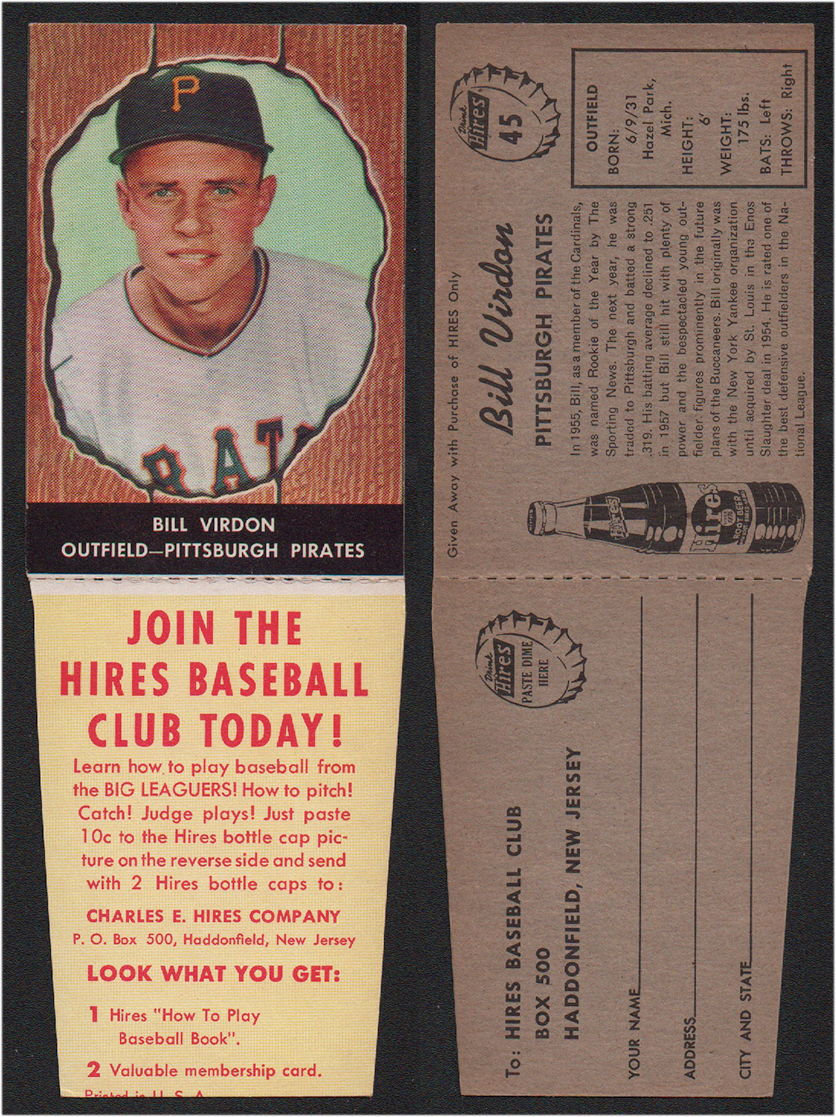 P
PIRAT
BILL VIRDON
OUTFIELD—PITTSBURGH PIRATES
JOIN THE
HIRES BASEBALL
CLUB TODAY!
Learn how to play baseball from
the BIG LEAGUERS! How to pitch!
Catch! Judge plays! Just paste
10c to the Hires bottle cap pic-
ture on the reverse side and send
with 2 Hires bottle caps to:
CHARLES E. HIRES COMPANY
P. O. Box 500, Haddonfield, New Jersey
LOOK WHAT YOU GET:
1 Hires "How To Play
Baseball Book".
2 Valuable membership card.
Printed in U. S. A.
Given Away with Purchase of HIRES Only
Drink
Hires
45
Bill Virdon
PITTSBURGH PIRATES
In 1955, Bill, as a member of the Cardinals,
was named Rookie of the Year by The
Sporting News. The next year, he was
traded to Pittsburgh and batted a strong
.319. His batting average declined to .251
in 1957 but Bill still hit with plenty of
power and the bespectacled young out-
fielder figures prominently in the future
plans of the Buccaneers. Bill originally was
with the New York Yankee organization
until acquired by St. Louis in the Enos
Slaughter deal in 1954. He is rated one of
the best defensive outfielders in the Na-
tional League.
OUTFIELD
BORN:
6/9/31
Hazel Park,
Mich.
HEIGHT:
6'
WEIGHT:
175 lbs.
BATS: Left
THROWS: Right
Hires
Hires
ROOT BEER
Drink
Hires
PASTE DIME
HERE
To: HIRES BASEBALL CLUB
BOX 500
HADDONFIELD, NEW JERSEY
YOUR NAME
ADDRESS
CITY AND STATE